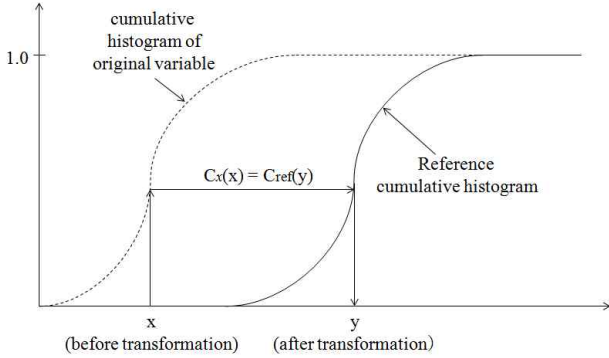 cumulative
histogram of
original variable
1.0
Cx(x) = Cref(y)
Reference
cumulative histogram
x
(before transformation)
y
(after transformation)